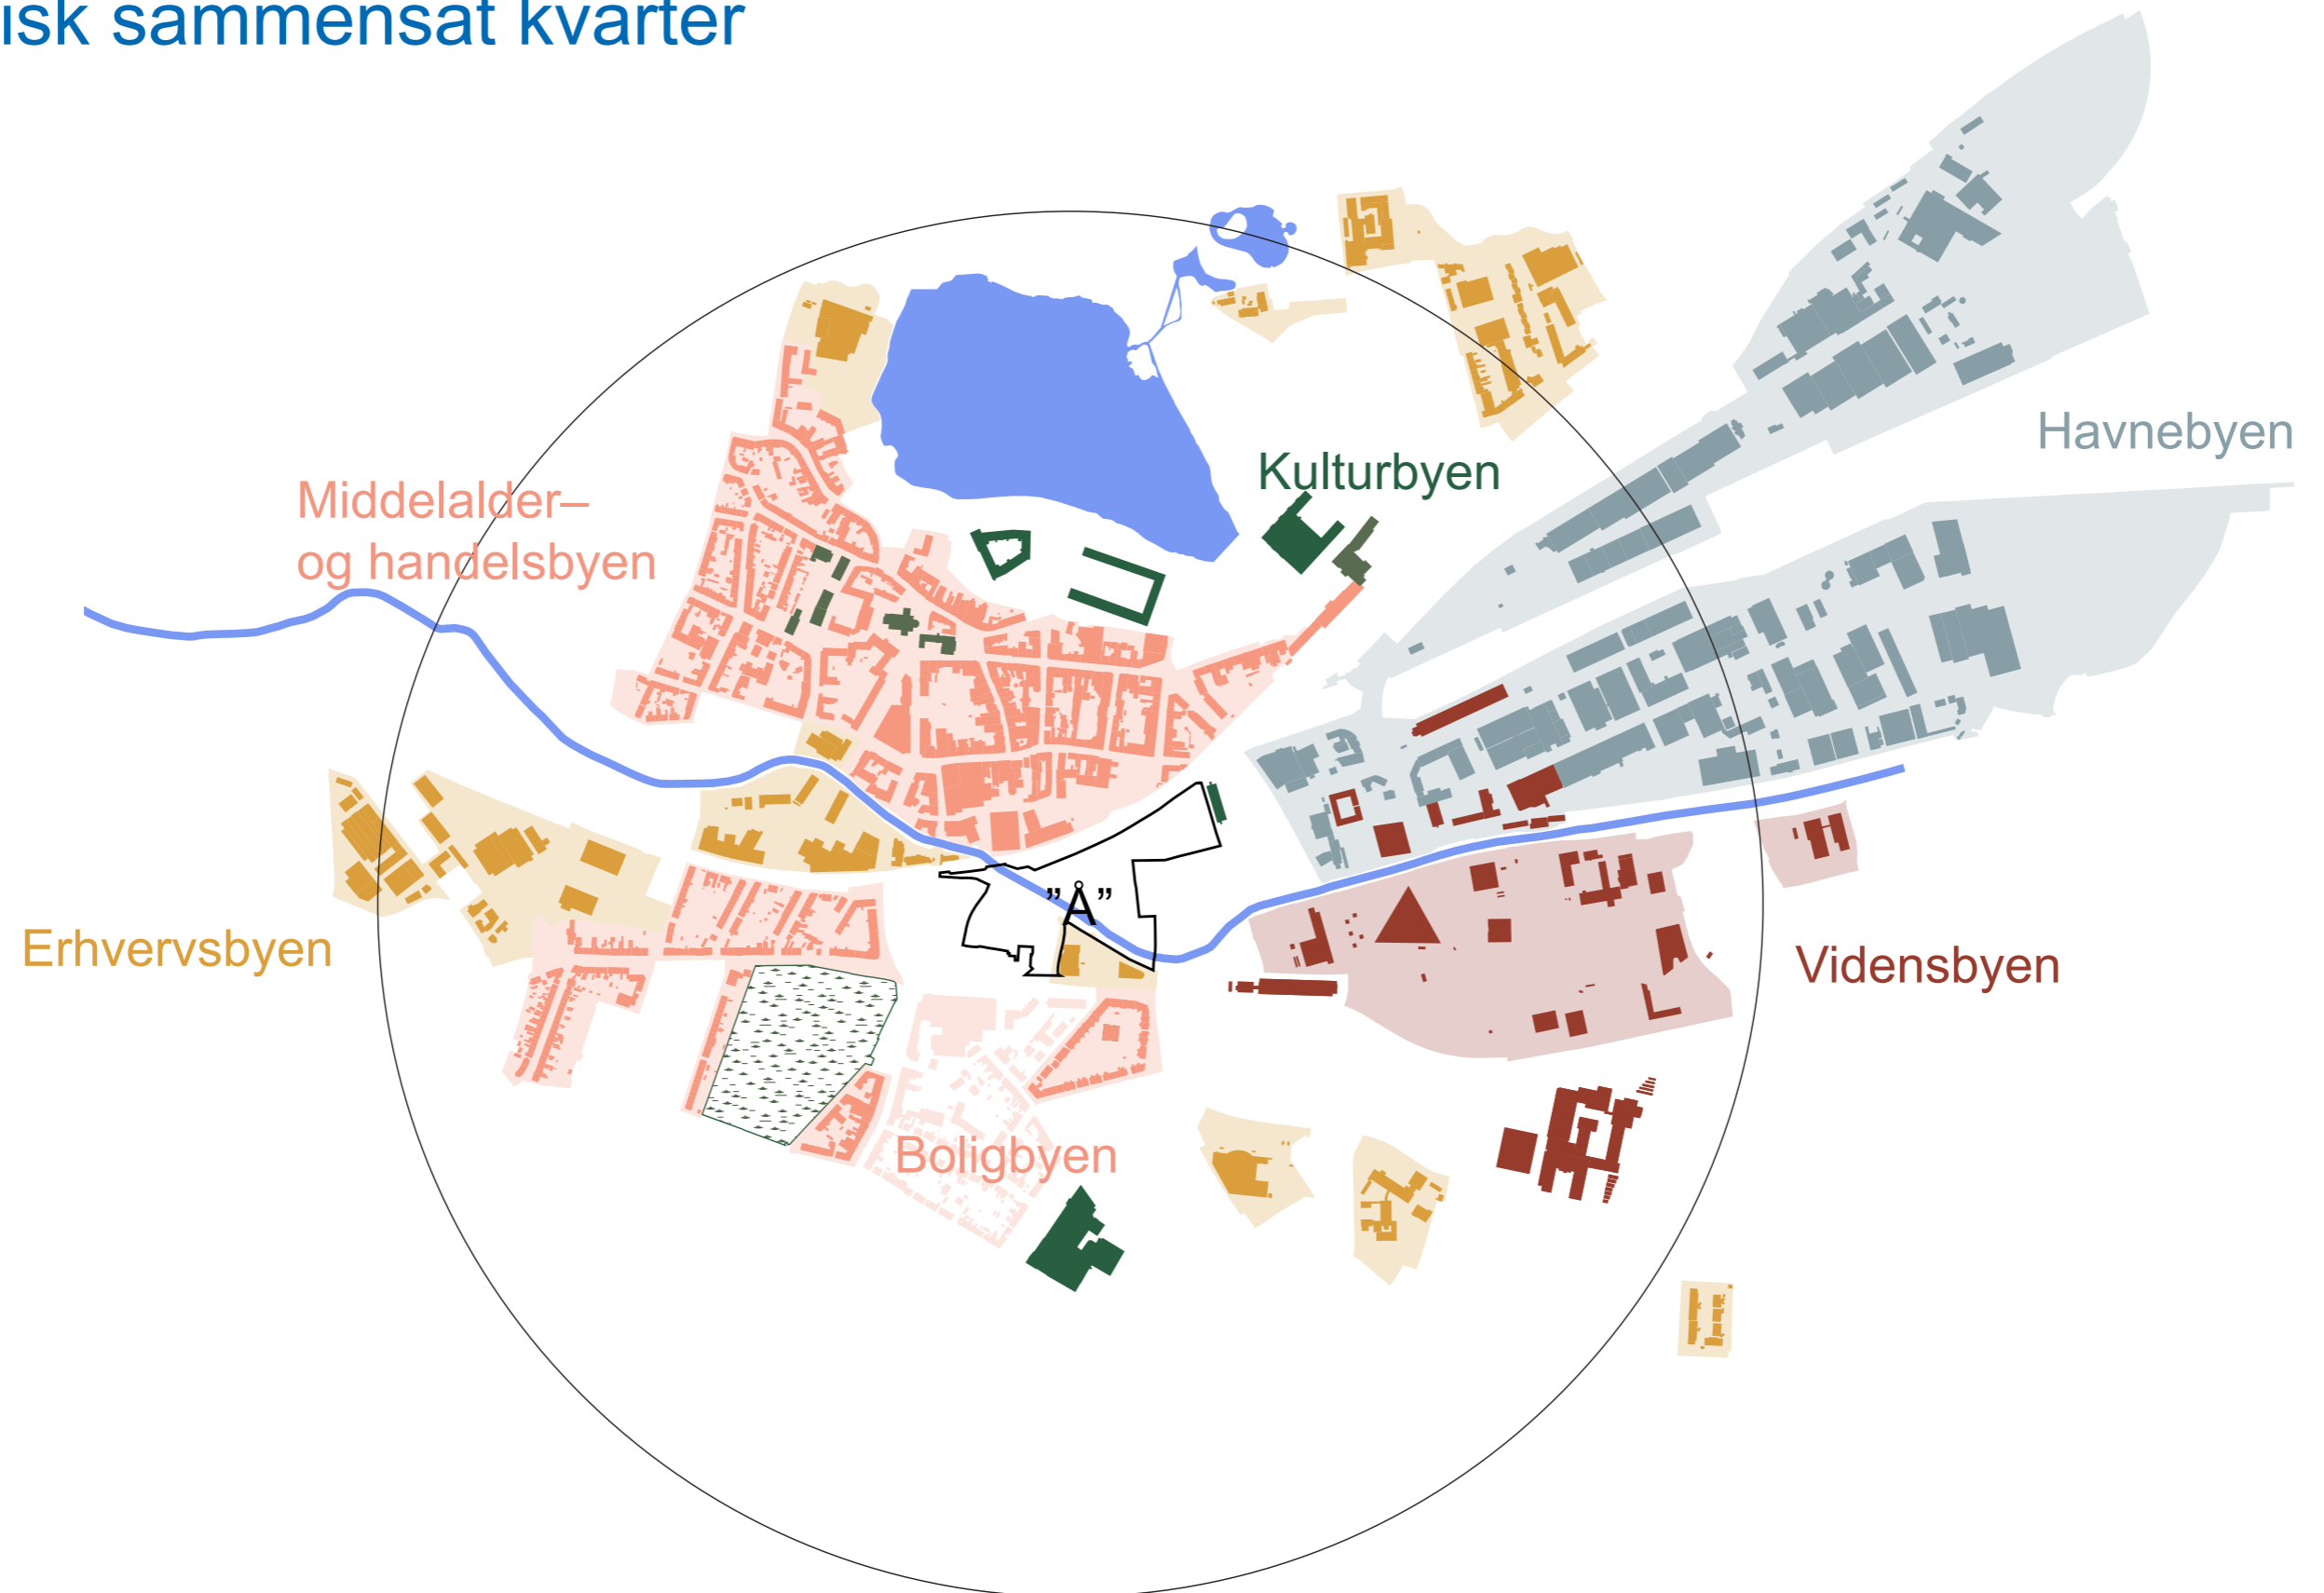 isk sammensat kvarter
Havnebyen
Kulturbyen
Middelalder–
og handelsbyen
"Å"
Erhvervsbyen
Vidensbyen
Boligbyen